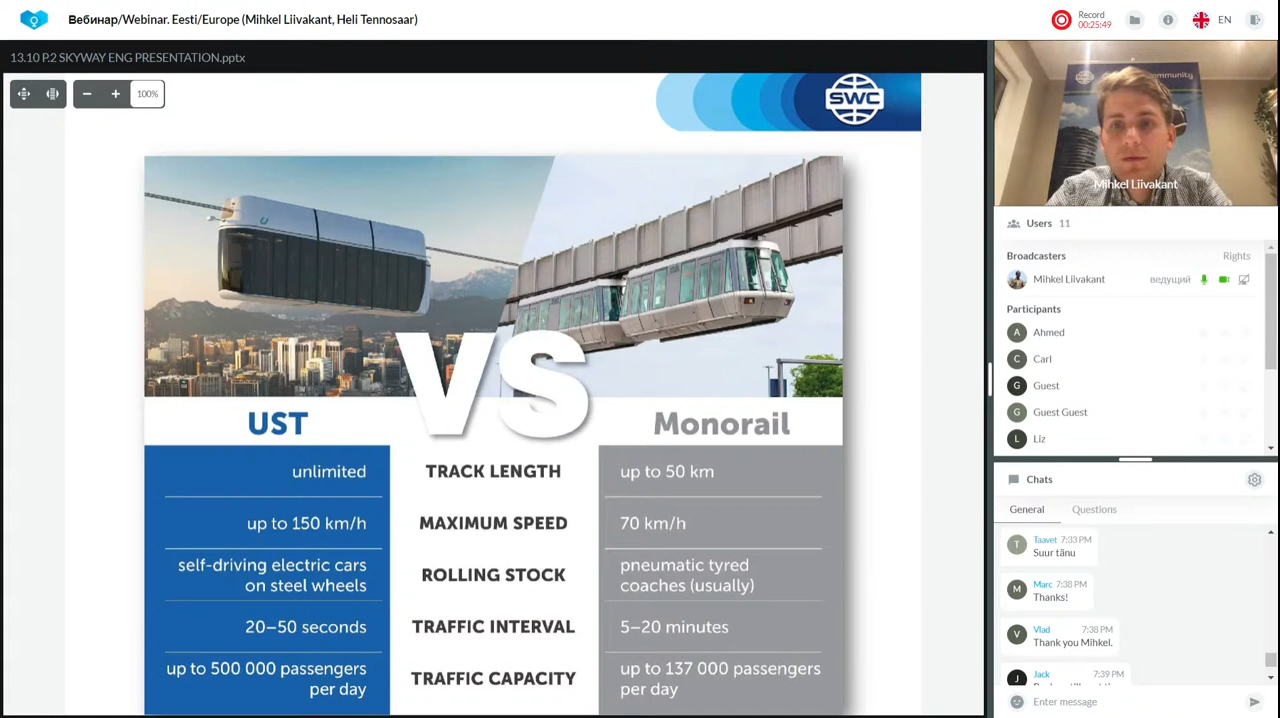 Вебинар/Webinar. Eesti/Europe (Mihkel Liivakant, Heli Tennosaar)
Record
00:25:49
EN
13.10 P.2 SKYWAY ENG PRESENTATION.pptx
100%
SWC
community
Mihkel Liivakant
VS
UST
Monorail
unlimited
TRACK LENGTH
up to 50 km
up to 150 km/h
MAXIMUM SPEED
70 km/h
self-driving electric cars
on steel wheels
ROLLING STOCK
pneumatic tyred
coaches (usually)
20–50 seconds
TRAFFIC INTERVAL
5–20 minutes
up to 500 000 passengers
per day
TRAFFIC CAPACITY
up to 137 000 passengers
per day
Users 11
Broadcasters
Rights
Mihkel Liivakant
ведущий
Participants
A
Ahmed
C
Carl
G
Guest
G
Guest Guest
L
Liz
Chats
General
Questions
T
Taavet 7:33 PM
Suur tänu
M
Marc 7:38 PM
Thanks!
V
Vlad 7:38 PM
Thank you Mihkel.
J
Jack 7:39 PM
Enter message